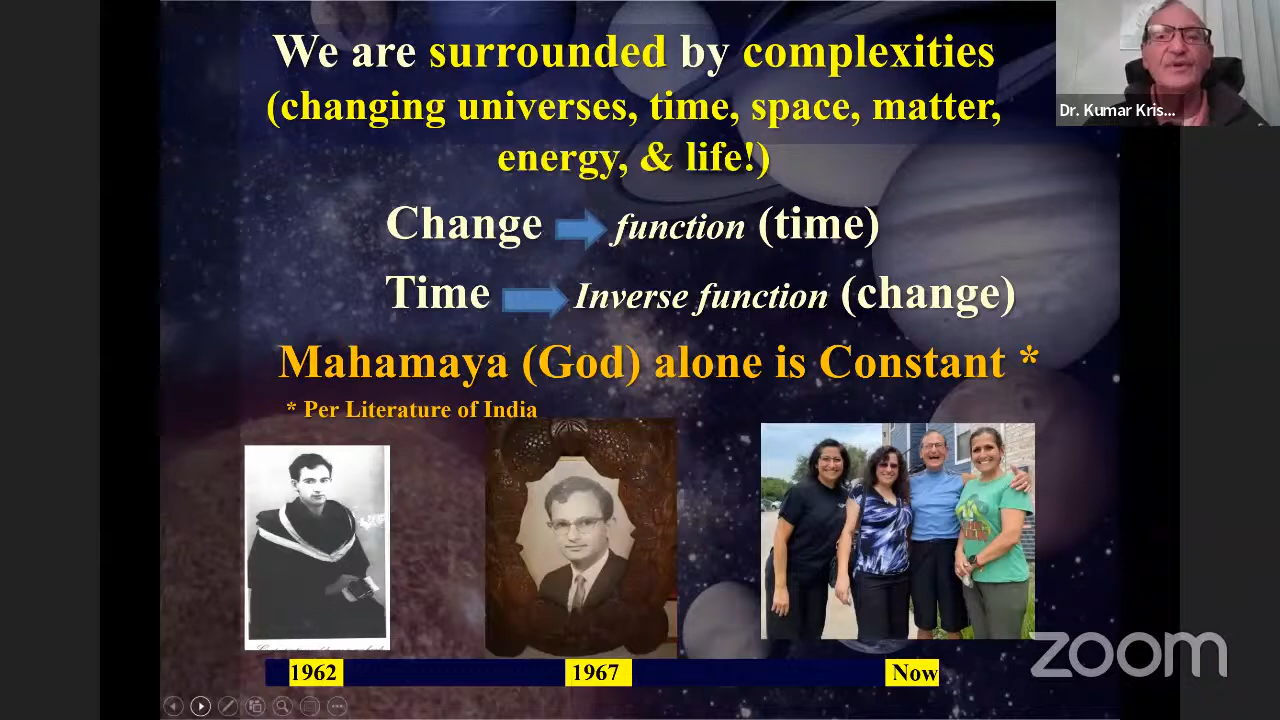 We are surrounded by complexities
(changing universes, time, space, matter,
energy, & life!)
Dr. Kumar Kris...
Change function (time)
Time Inverse function (change)
Mahamaya (God) alone is Constant *
* Per Literature of India
1962
1967
Now
zoom